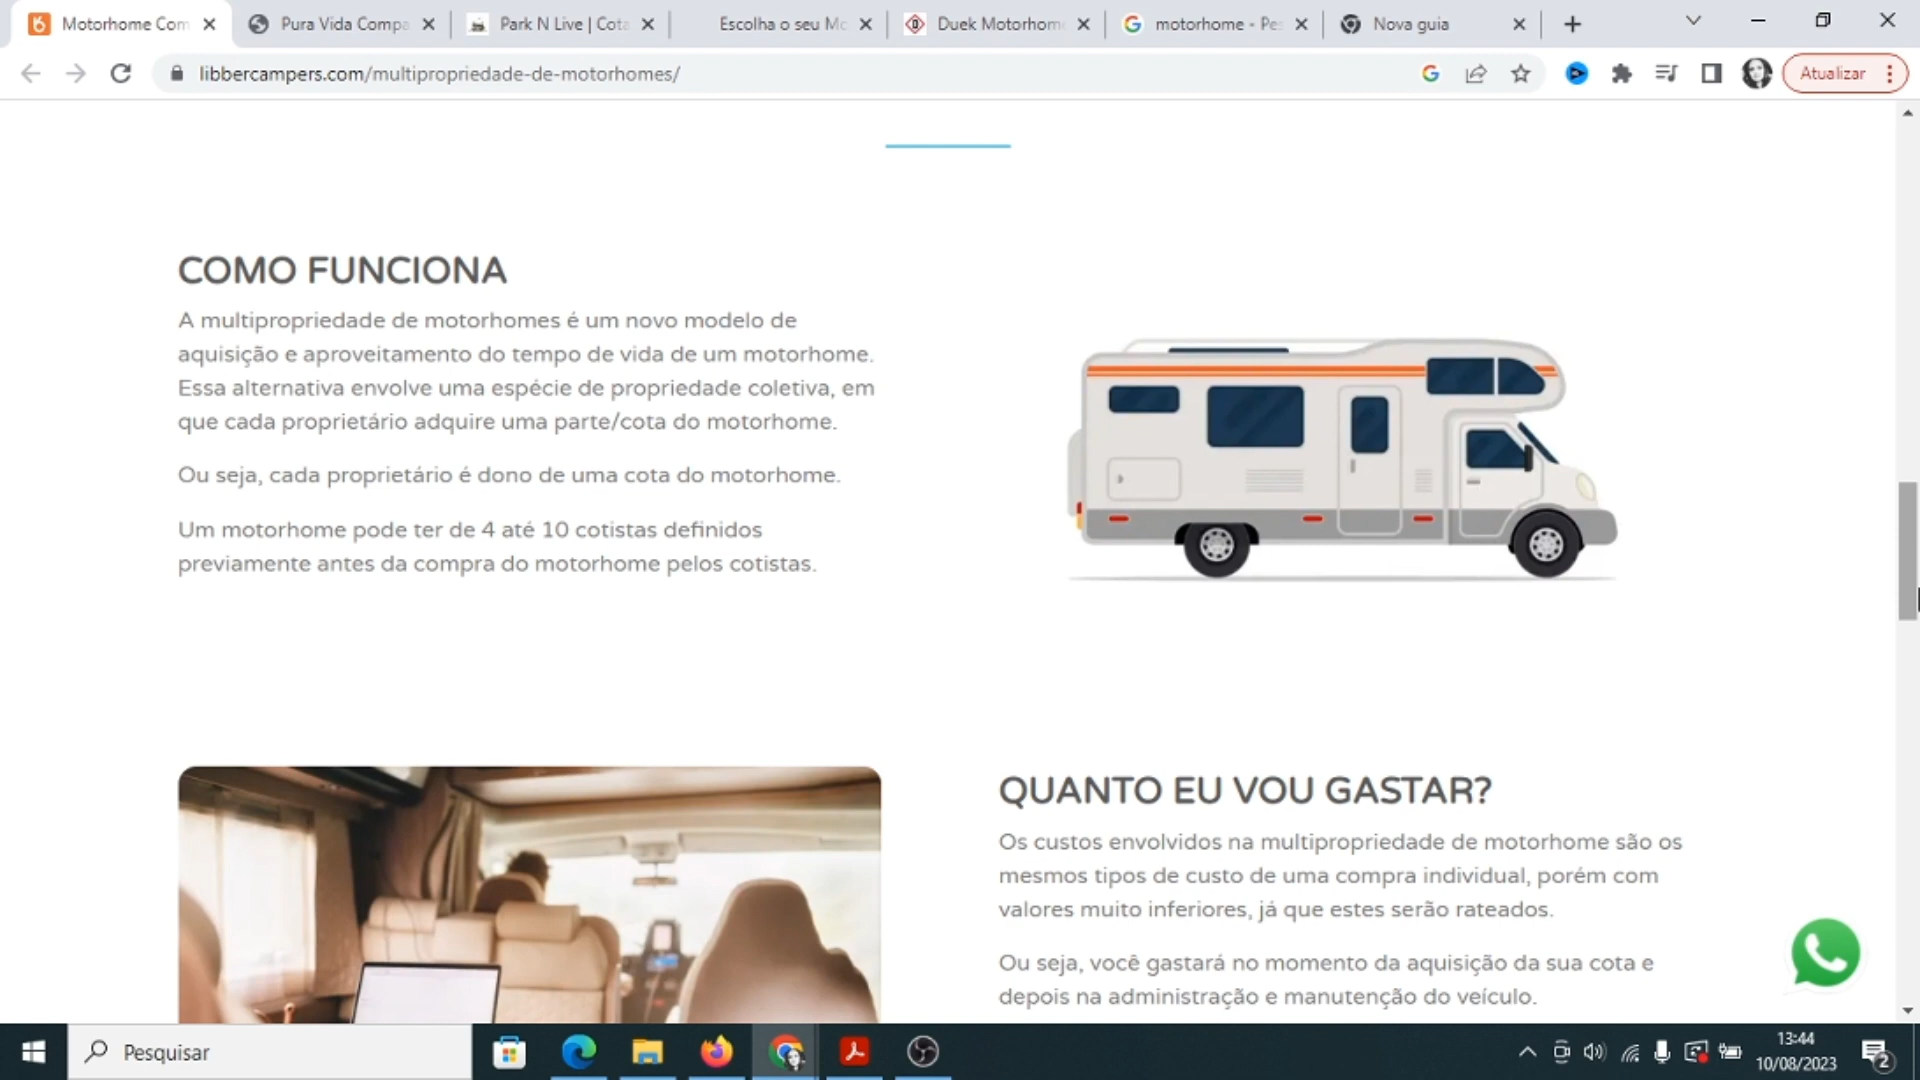 Motorhome Com
Pura Vida Compa
Park N Live | Cota
Escolha o seu Mo
Duek Motorhome
motorhome - Pes
Nova guia
libbercampers.com/multipropriedade-de-motorhomes/
Atualizar
COMO FUNCIONA
A multipropriedade de motorhomes é um novo modelo de
aquisição e aproveitamento do tempo de vida de um motorhome.
Essa alternativa envolve uma espécie de propriedade coletiva, em
que cada proprietário adquire uma parte/cota do motorhome.
Ou seja, cada proprietário é dono de uma cota do motorhome.
Um motorhome pode ter de 4 até 10 cotistas definidos
previamente antes da compra do motorhome pelos cotistas.
QUANTO EU VOU GASTAR?
Os custos envolvidos na multipropriedade de motorhome são os
mesmos tipos de custo de uma compra individual, porém com
valores muito inferiores, já que estes serão rateados.
Ou seja, você gastará no momento da aquisição da sua cota e
depois na administração e manutenção do veículo.
Pesquisar
13:44
10/08/2023
2